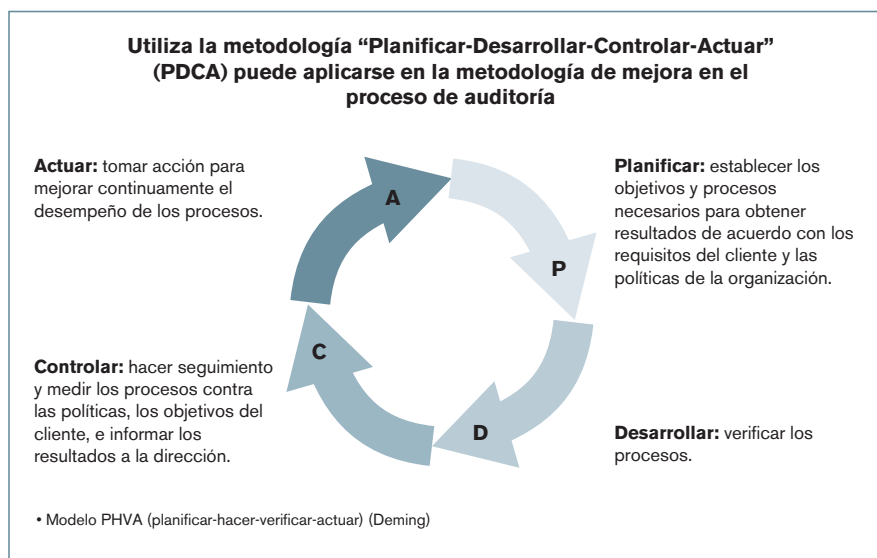 Utiliza la metodología “Planificar-Desarrollar-Controlar-Actuar”
(PDCA) puede aplicarse en la metodología de mejora en el
proceso de auditoría
Actuar: tomar acción para
mejorar continuamente el
desempeño de los procesos.
A
Planificar: establecer los
objetivos y procesos
necesarios para obtener
resultados de acuerdo con los
requisitos del cliente y las
políticas de la organización.
P
Controlar: hacer seguimiento
y medir los procesos contra
las políticas, los objetivos del
cliente, e informar los
resultados a la dirección.
C
D
Desarrollar: verificar los
procesos.
• Modelo PHVA (planificar-hacer-verificar-actuar) (Deming)